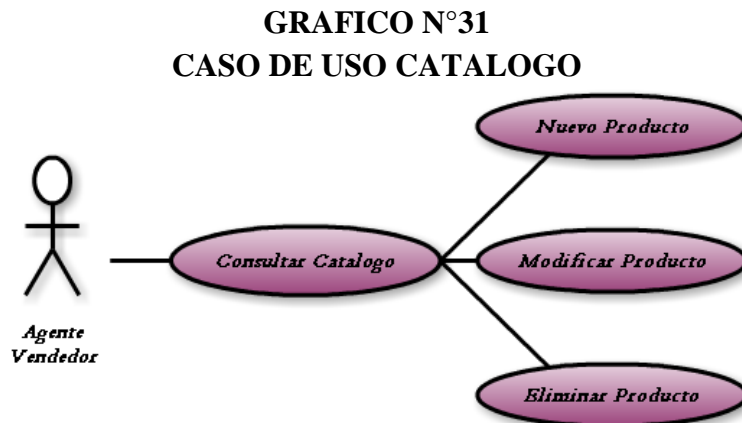 GRAFICO N°31
CASO DE USO CATALOGO
Nuevo Producto
Consultar Catalogo
Modificar Producto
Agente
Vendedor
Eliminar Producto